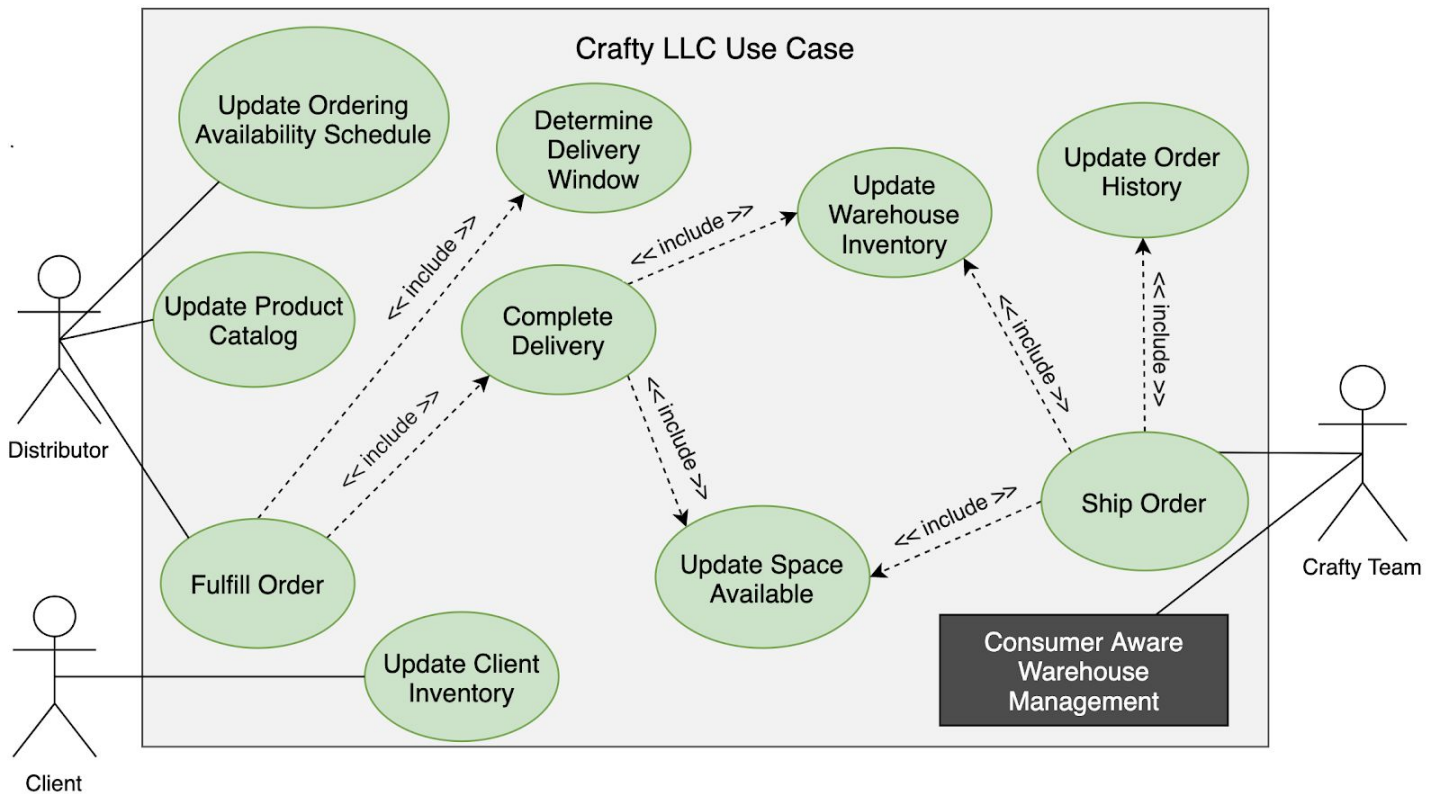 Crafty LLC Use Case
Update Ordering
Availability Schedule
Determine
Delivery
Window
Update
Warehouse
Inventory
Update Order
History
<< include >>
<< include >>
Update Product
Catalog
Complete
Delivery
<< include >>
<< include >>
<< include >>
<< include >>
Distributor
<< include >>
Ship Order
Fulfill Order
Update Space
Available
Crafty Team
Update Client
Inventory
Consumer Aware
Warehouse
Management
Client